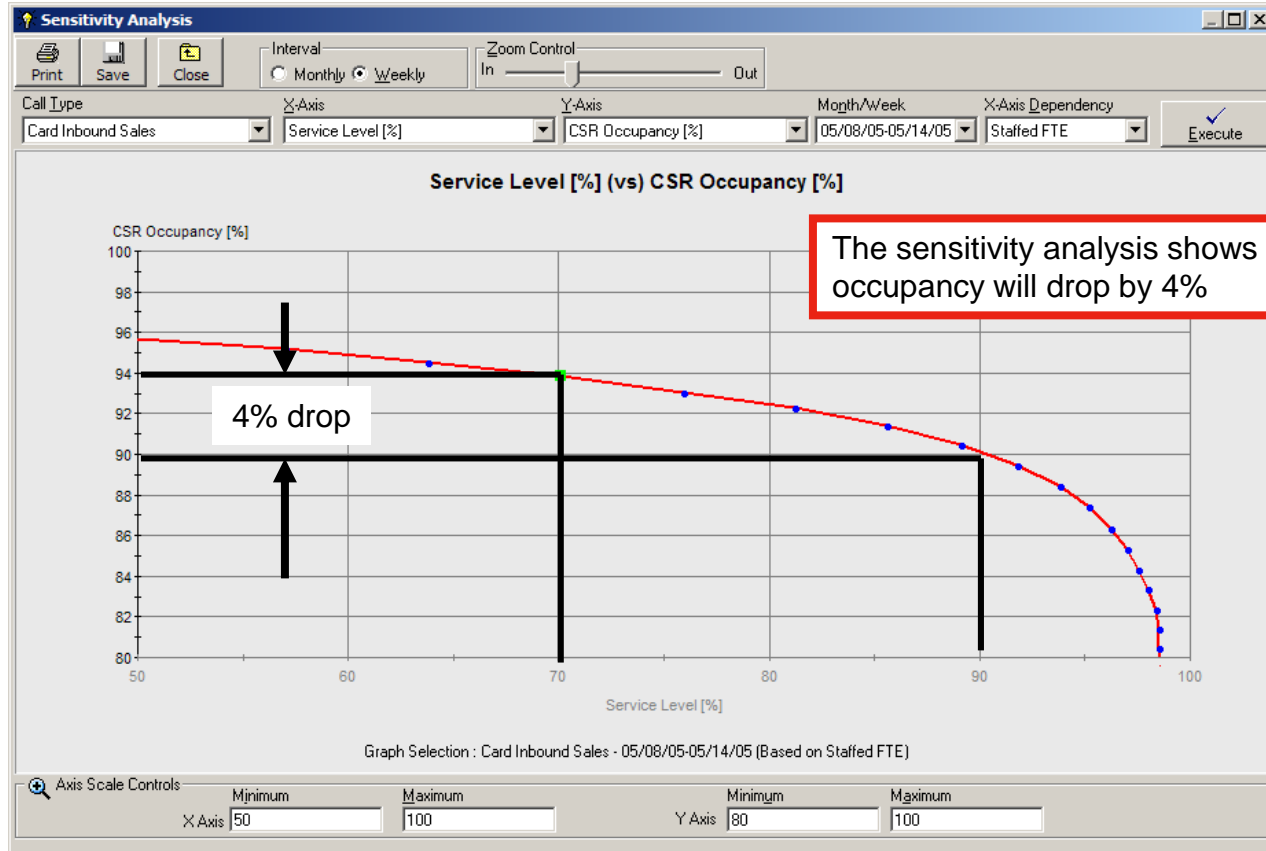 Sensitivity Analysis
Print Save Close
Interval
Monthly Weekly
Zoom Control
In Out
Call Type X-Axis Y-Axis Month/Week X-Axis Dependency
Card Inbound Sales Service Level [%] CSR Occupancy [%] 05/08/05-05/14/05 Staffed FTE Execute
Service Level [%] (vs) CSR Occupancy [%]
The sensitivity analysis shows
occupancy will drop by 4%
CSR Occupancy [%]
100
98
96
94
4% drop
92
90
88
86
84
82
80
50 60 70 80 90 100
Service Level [%]
Graph Selection : Card Inbound Sales - 05/08/05-05/14/05 (Based on Staffed FTE)
Axis Scale Controls
Minimum Maximum Minimum Maximum
X Axis 50 100 Y Axis 80 100